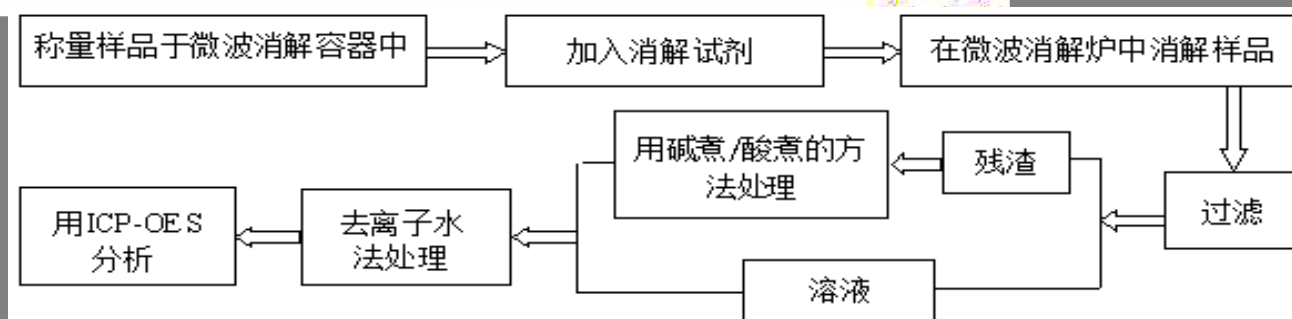 称量样品于微波消解容器中
加入消解试剂
在微波消解炉中消解样品
过滤
残渣
用碱煮/酸煮的方
法处理
溶液
去离子水
法处理
用ICP-OES
分析